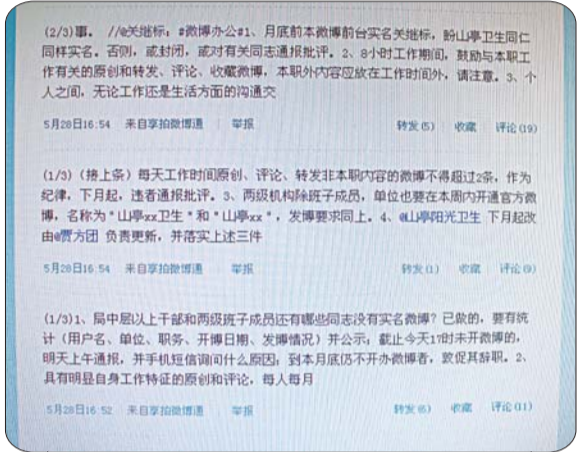 (2/3)事。 //@关继标：#微博办公#1、月底前本微博前台实名关继标，盼山亭卫生同仁
同样实名。否则，或封闭，或对有关同志通报批评。2、8小时工作期间，鼓励与本职工
作有关的原创和转发、评论、收藏微博，本职外内容应放在工作时间外，请注意。3、个
人之间，无论工作还是生活方面的沟通交
5月28日16:54 来自享拍微博通 举报 转发(5) 收藏 评论(19)
(1/3)（接上条）每天工作时间原创、评论、转发非本职内容的微博不得超过2条，作为
纪律，下月起，违者通报批评。3、两级机构除班子成员，单位也要在本周内开通官方微
博，名称为"山亭xx卫生"和"山亭xx"，发博要求同上。4、@山亭阳光卫生 下月起改
由@贾方团 负责更新，并落实上述三件
5月28日16:54 来自享拍微博通 举报 转发(1) 收藏 评论(9)
(1/3)1、局中层以上干部和两级班子成员还有哪些同志没有实名微博？已做的，要有统
计（用户名、单位、职务、开博日期、发博情况）并公示，截止今天17时未开微博的，
明天上午通报，并手机短信询问什么原因，到本月底仍不开办微博者，敦促其辞职。2、
具有明显自身工作特征的原创和评论，每人每月
5月28日16:52 来自享拍微博通 举报 转发(6) 收藏 评论(11)